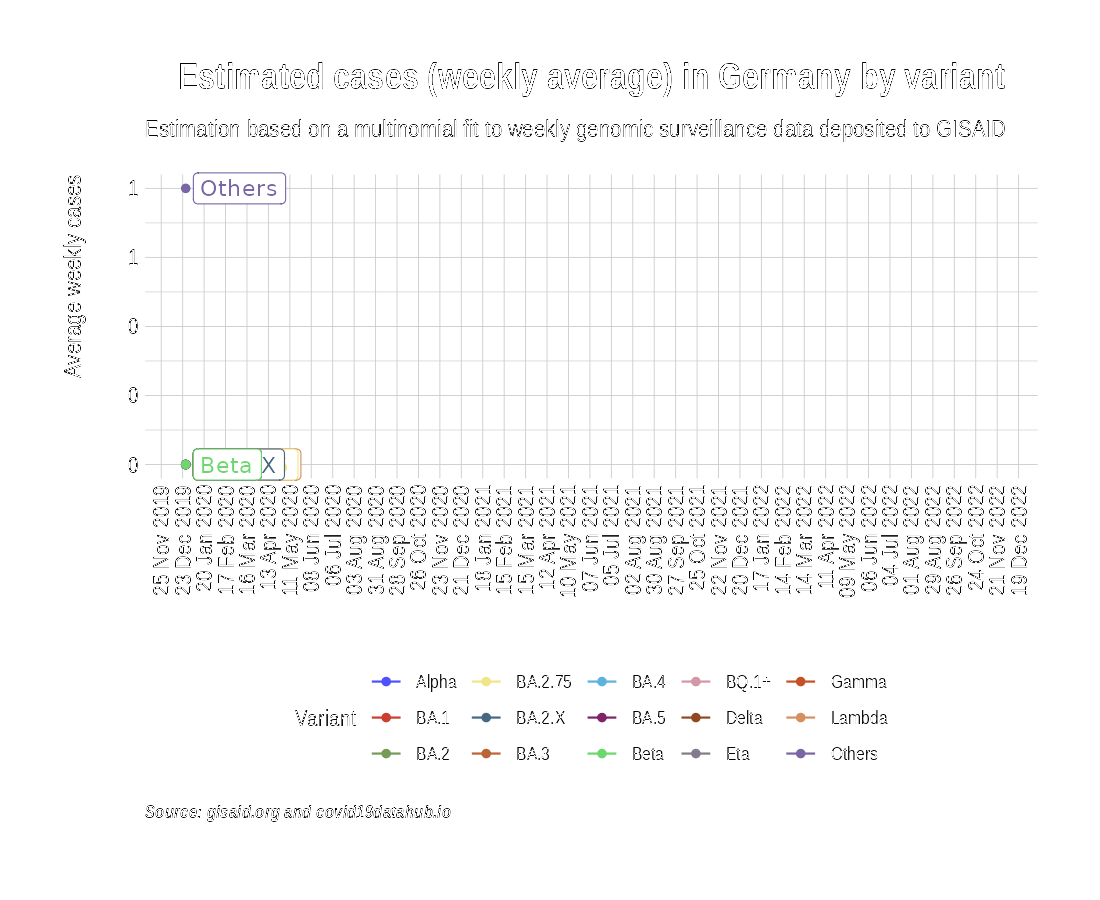 Estimated cases (weekly average) in Germany by variant
Estimation based on a multinomial fit to weekly genomic surveillance data deposited to GISAID
Average weekly cases
1
1
0
0
0
Others
Beta
X
25 Nov 2019
23 Dec 2019
20 Jan 2020
17 Feb 2020
16 Mar 2020
13 Apr 2020
11 May 2020
08 Jun 2020
06 Jul 2020
03 Aug 2020
31 Aug 2020
28 Sep 2020
26 Oct 2020
23 Nov 2020
21 Dec 2020
18 Jan 2021
15 Feb 2021
15 Mar 2021
12 Apr 2021
10 May 2021
07 Jun 2021
05 Jul 2021
02 Aug 2021
30 Aug 2021
27 Sep 2021
25 Oct 2021
22 Nov 2021
20 Dec 2021
17 Jan 2022
14 Feb 2022
14 Mar 2022
11 Apr 2022
09 May 2022
06 Jun 2022
04 Jul 2022
01 Aug 2022
29 Aug 2022
26 Sep 2022
24 Oct 2022
21 Nov 2022
19 Dec 2022
Alpha BA.2.75 BA.4 BQ.1+ Gamma
Variant BA.1 BA.2.X BA.5 Delta Lambda
BA.2 BA.3 Beta Eta Others
Source: gisaid.org and covid19datahub.io